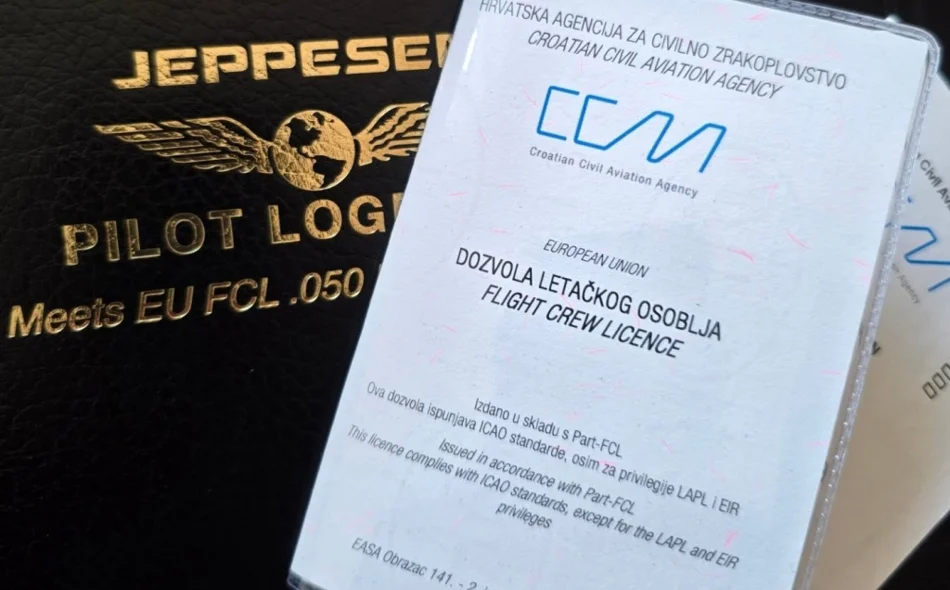 JEPPESEN
PILOT LOG
Meets EU FCL .050
HRVATSKA AGENCIJA ZA CIVILNO ZRAKOPLOVSTVO
CROATIAN CIVIL AVIATION AGENCY
CCAA
Croatian Civil Aviation Agency
EUROPEAN UNION
DOZVOLA LETAČKOG OSOBLJA
FLIGHT CREW LICENCE
Izdano u skladu s Part-FCL
Ova dozvola ispunjava ICAO standarde, osim za privilegije LAPL i EIR
Issued in accordance with Part-FCL
This licence complies with ICAO standards, except for the LAPL and EIR
privileges
EASA Obrazac 141. - 2.
Civil
Agency